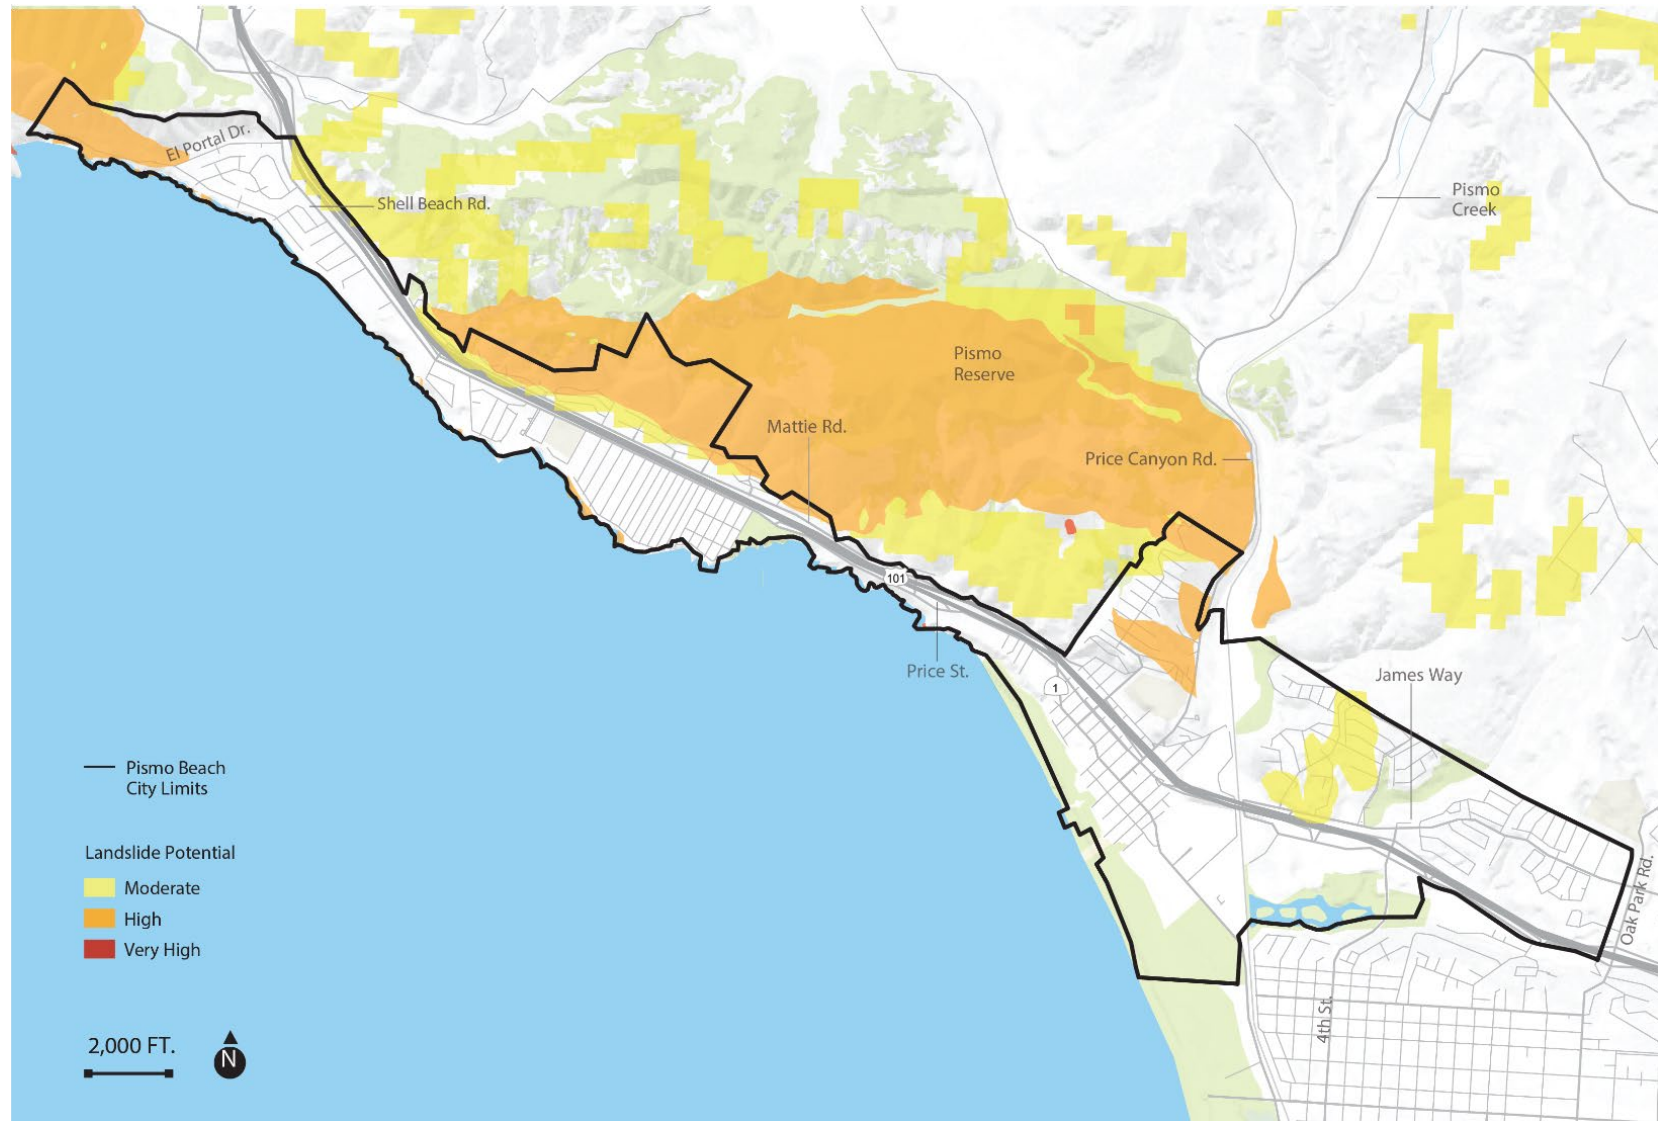 El Portal Dr.
Shell Beach Rd.
Pismo
Creek
Pismo
Reserve
Mattie Rd.
Price Canyon Rd.
101
Price St.
1
James Way
Oak Park Rd.
4th St.
Pismo Beach
City Limits
Landslide Potential
Moderate
High
Very High
2,000 FT.
N